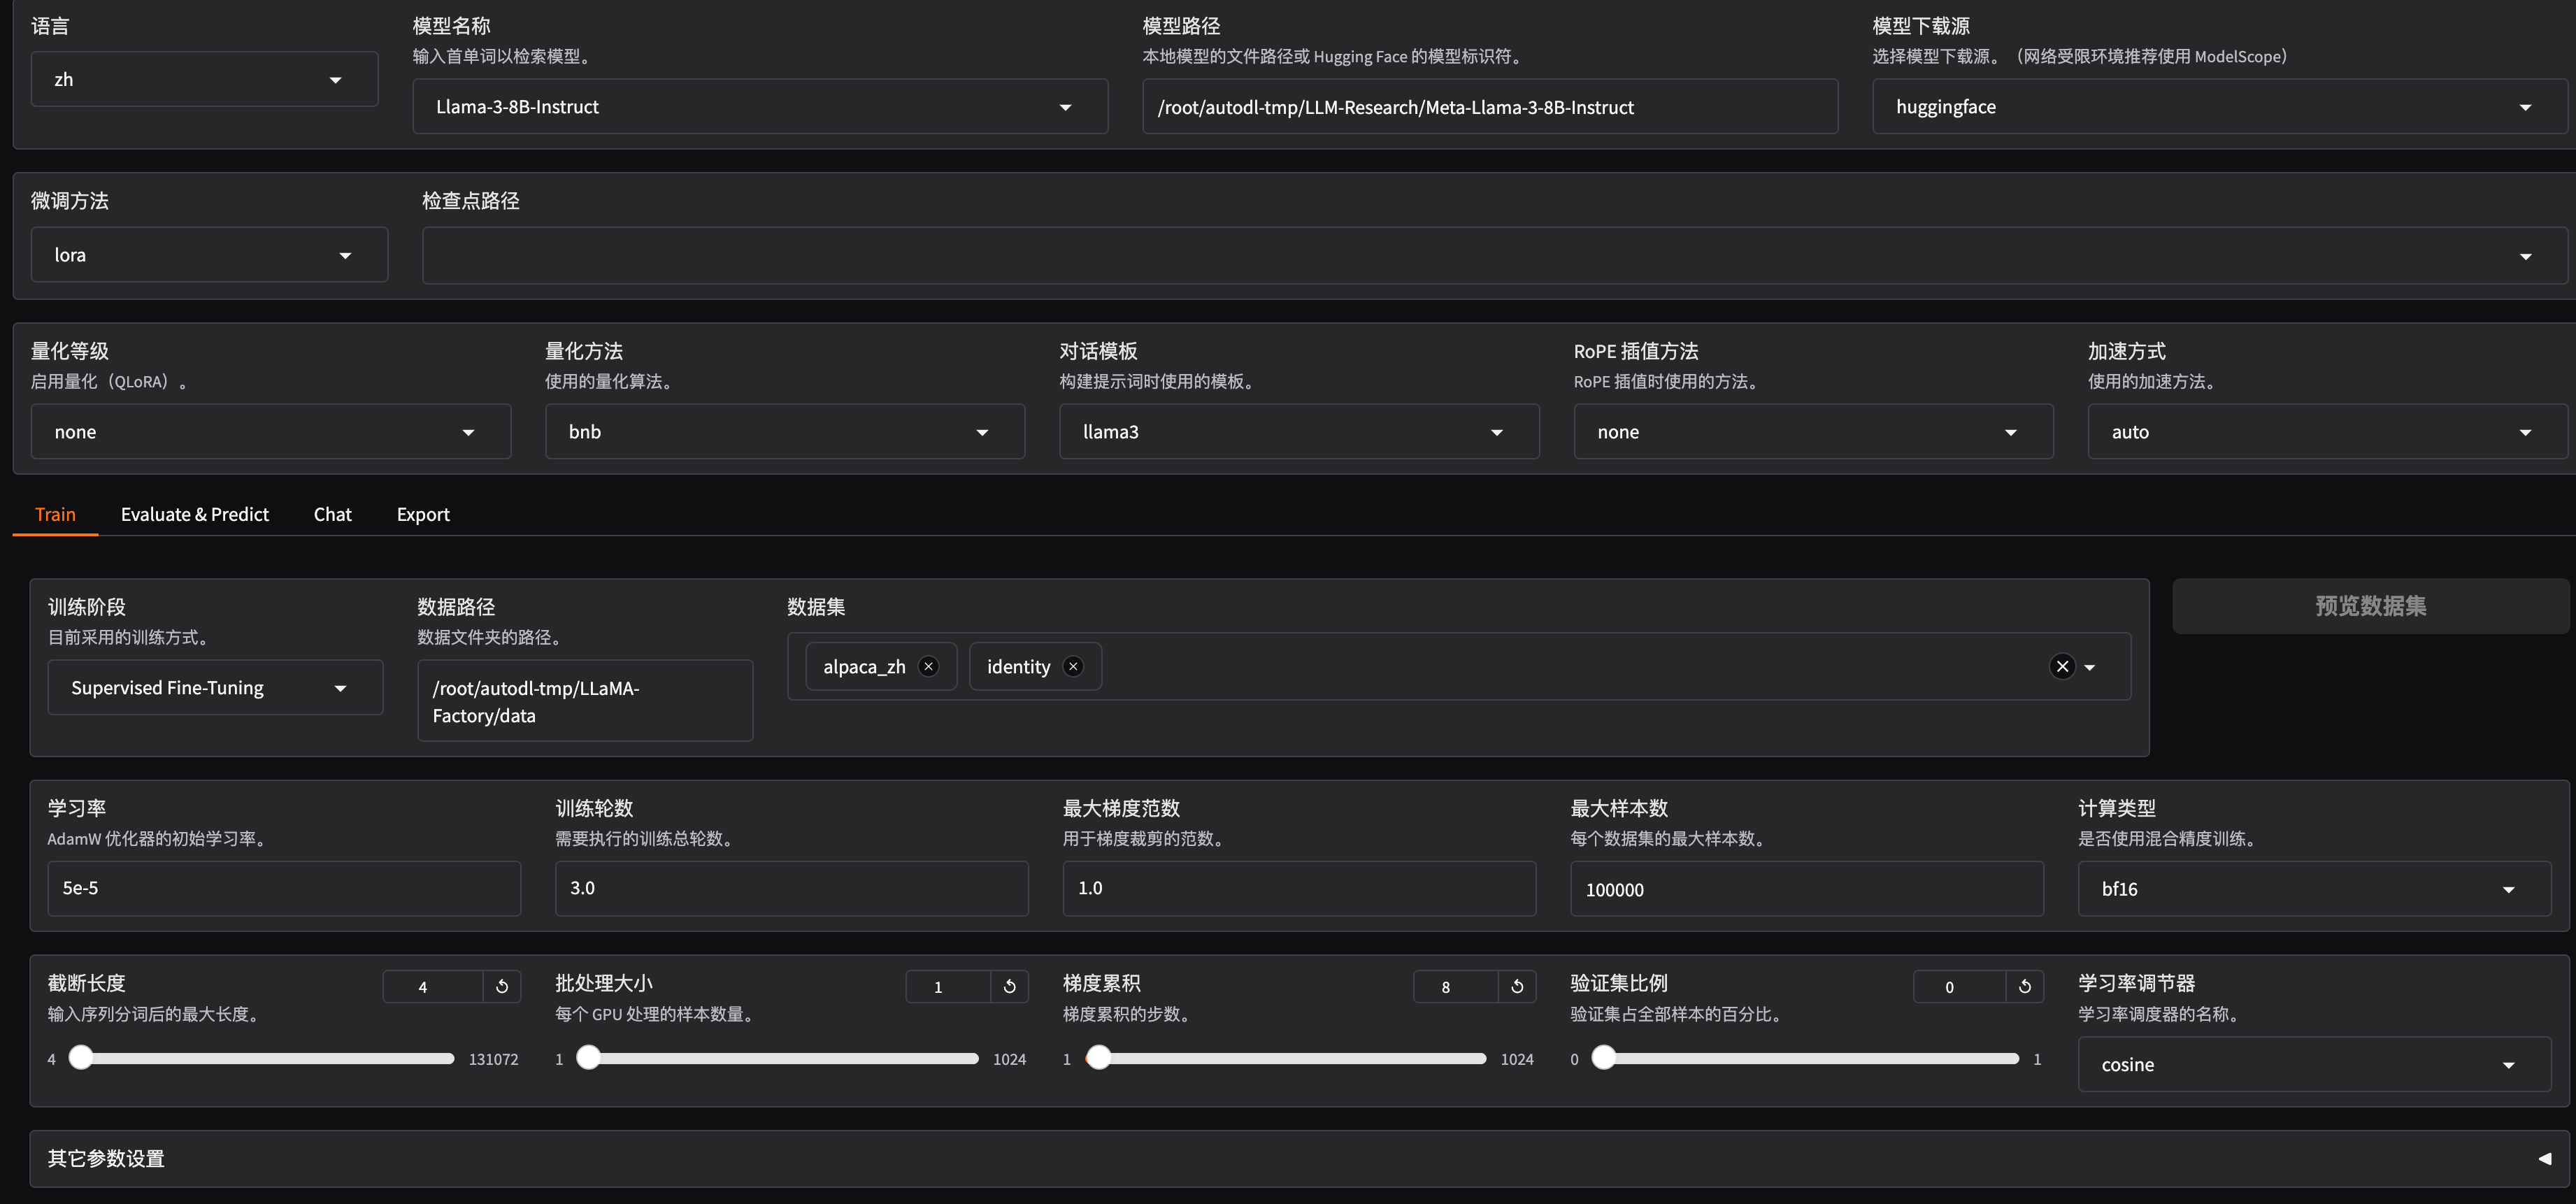 语言
zh
模型名称
输入首单词以检索模型。
Llama-3-8B-Instruct
模型路径
本地模型的文件路径或 Hugging Face 的模型标识符。
/root/autodl-tmp/LLM-Research/Meta-Llama-3-8B-Instruct
模型下载源
选择模型下载源。（网络受限环境推荐使用 ModelScope）
huggingface
微调方法
lora
检查点路径
量化等级
启用量化（QLoRA）。
none
量化方法
使用的量化算法。
bnb
对话模板
构建提示词时使用的模板。
llama3
RoPE 插值方法
RoPE 插值时使用的方法。
none
加速方式
使用的加速方法。
auto
Train
Evaluate & Predict
Chat
Export
训练阶段
目前采用的训练方式。
Supervised Fine-Tuning
数据路径
数据文件夹的路径。
/root/autodl-tmp/LLaMA-
Factory/data
数据集
alpaca_zh
identity
预览数据集
学习率
AdamW 优化器的初始学习率。
5e-5
训练轮数
需要执行的训练总轮数。
3.0
最大梯度范数
用于梯度裁剪的范数。
1.0
最大样本数
每个数据集的最大样本数。
100000
计算类型
是否使用混合精度训练。
bf16
截断长度
4
输入序列分词后的最大长度。
4
131072
批处理大小
1
每个 GPU 处理的样本数量。
1
1024
梯度累积
8
梯度累积的步数。
1
1024
验证集比例
0
验证集占全部样本的百分比。
0
1
学习率调节器
学习率调度器的名称。
cosine
其它参数设置